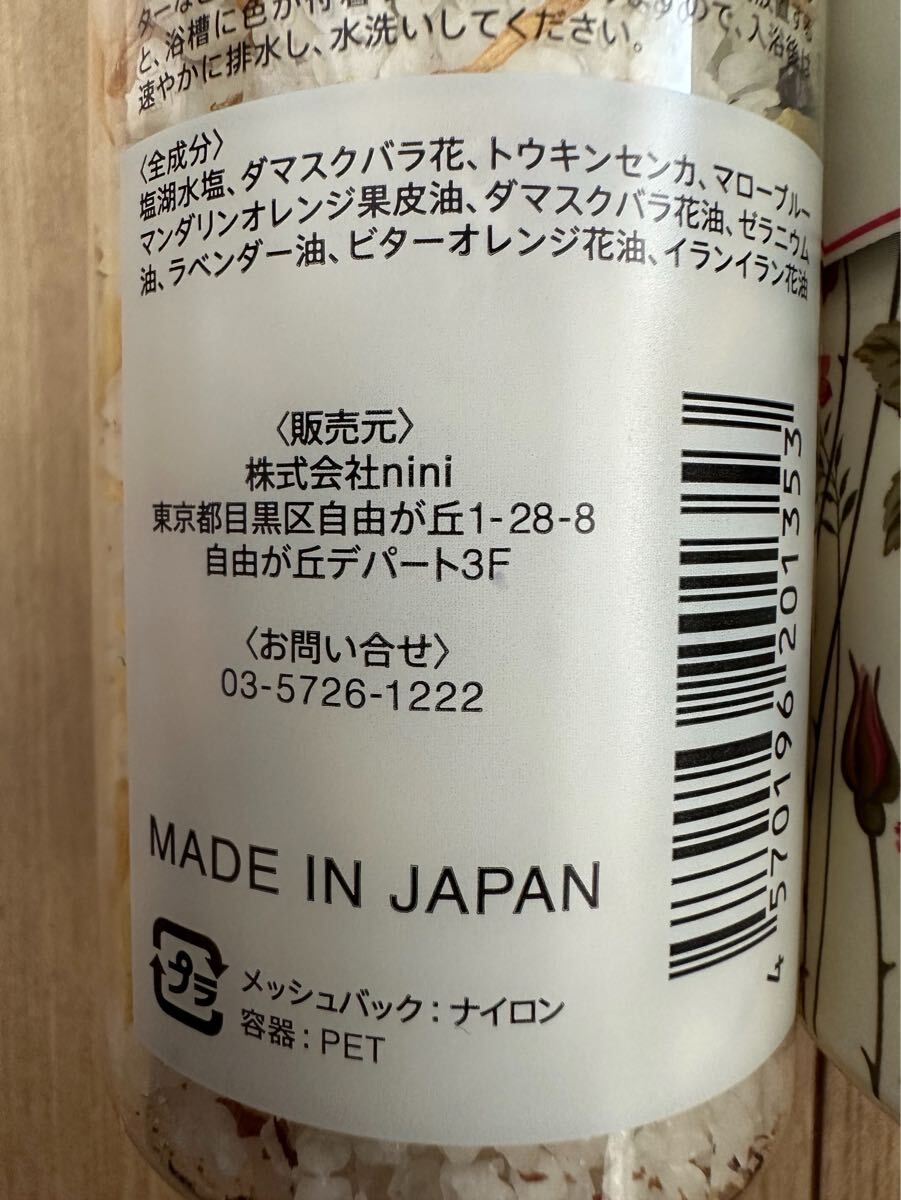 と、浴槽に色が付着
ますので、入浴後は
速やかに排水し、水洗いしてください。
〈全成分〉
塩湖水塩、ダマスクバラ花、トウキンセンカ、マローブルー
マンダリンオレンジ果皮油、ダマスクバラ花油、ゼラニウム
油、ラベンダー油、ビターオレンジ花油、イランイラン花油
〈販売元〉
株式会社nini
東京都目黒区自由が丘1-28-8
自由が丘デパート3F
〈お問い合せ〉
03-5726-1222
MADE IN JAPAN
プラ
メッシュバック：ナイロン
容器：PET
4570196201353